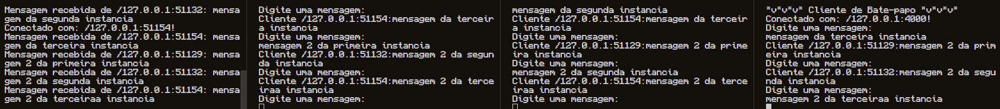 Mensagem recebida de /127.0.0.1:51132: mensa
gem da segunda instancia
Conectado com: /127.0.0.1:51154!
Mensagem recebida de /127.0.0.1:51154: mensa
gem da terceira instancia
Mensagem recebida de /127.0.0.1:51129: mensa
gem 2 da primeira instancia
Mensagem recebida de /127.0.0.1:51132: mensa
gem 2 da segunda instancia
Mensagem recebida de /127.0.0.1:51154: mensa
gem 2 da terceiraa instancia
Digite uma mensagem:
Cliente /127.0.0.1:51154:mensagem da terceir
a instancia
Digite uma mensagem:
mensagem 2 da primeira instancia
Cliente /127.0.0.1:51132:mensagem 2 da segun
da instancia
Digite uma mensagem:
Cliente /127.0.0.1:51154:mensagem 2 da terce
iraa instancia
Digite uma mensagem:
mensagem da segunda instancia
Cliente /127.0.0.1:51154:mensagem da terceir
a instancia
Digite uma mensagem:
Cliente /127.0.0.1:51129:mensagem 2 da prime
ira instancia
Digite uma mensagem:
mensagem 2 da segunda instancia
Cliente /127.0.0.1:51154:mensagem 2 da terce
iraa instancia
Digite uma mensagem:
*v*v*v* Cliente de Bate-papo *v*v*v*
Conectado com: /127.0.0.1:4000!
Digite uma mensagem:
mensagem da terceira instancia
Cliente /127.0.0.1:51129:mensagem 2 da prim
eira instancia
Digite uma mensagem:
Cliente /127.0.0.1:51132:mensagem 2 da segu
nda instancia
Digite uma mensagem:
mensagem 2 da terceiraa instancia